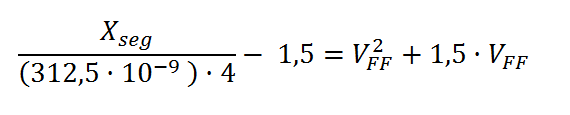 X_seg / ((312,5 · 10^−9 ) · 4) − 1,5 = V_FF^2 + 1,5 · V_FF